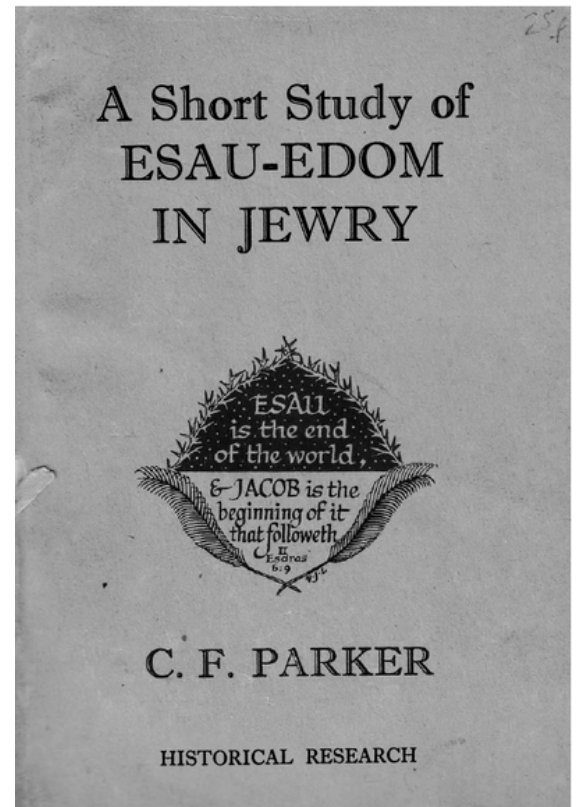 25.f
A Short Study of
ESAU-EDOM
IN JEWRY
ESAU
is the end
of the world,
& JACOB is the
beginning of it
that followeth
II
Esdras
6:9
C. F. PARKER
HISTORICAL RESEARCH